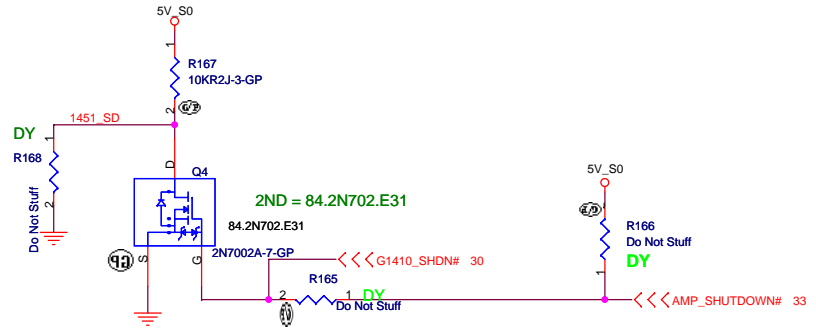 5V_S0
1
R167
10KR2J-3-GP
2
1451_SD
DY
1
R168
2
Do Not Stuff
D
Q4
2ND = 84.2N702.E31
84.2N702.E31
2N7002A-7-GP
S
G
G1410_SHDN# 30
R165
2
1
DY
Do Not Stuff
5V_S0
R166
Do Not Stuff
DY
1
AMP_SHUTDOWN# 33
GP